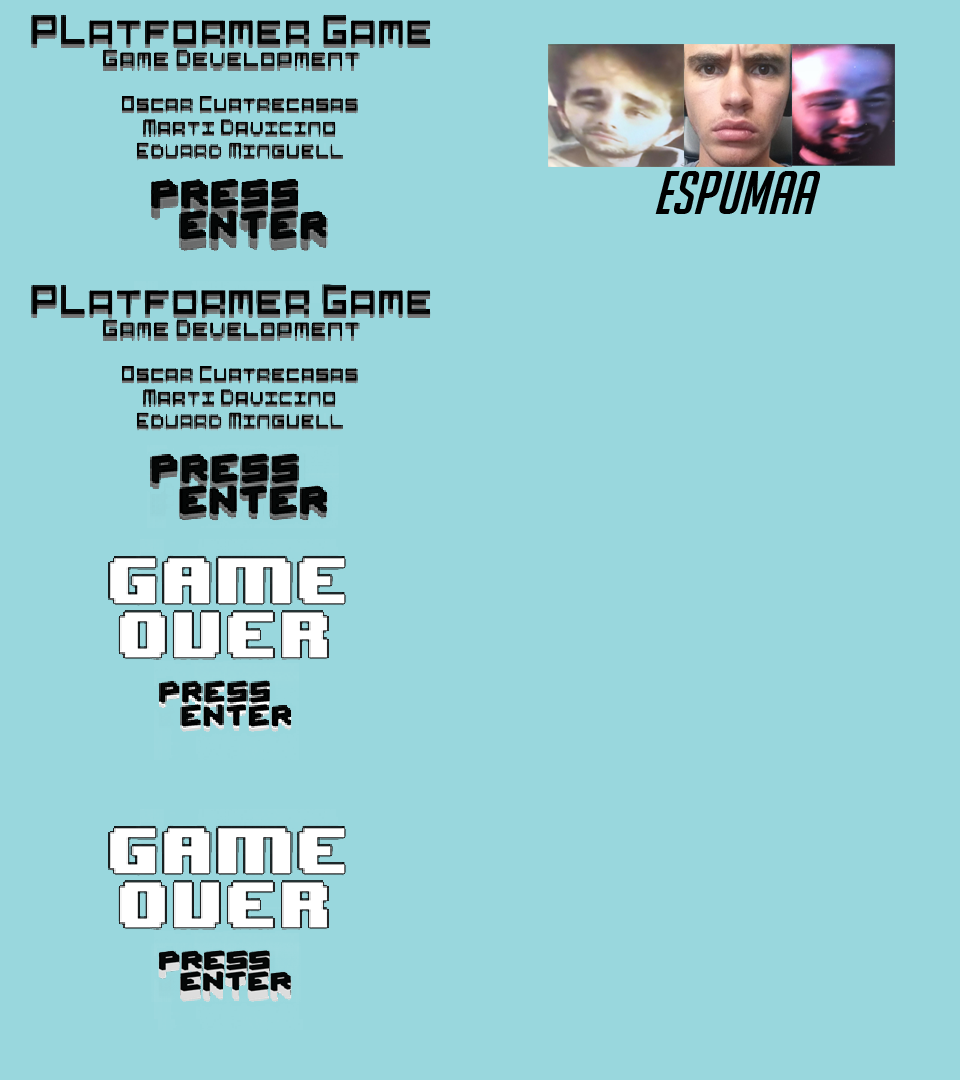 Platformer Game
Game Development
Oscar Cuatrecasas
Marti Davicino
Eduard Minguell
PRESS
ENTER
ESPUMAA
Platformer Game
Game Development
Oscar Cuatrecasas
Marti Davicino
Eduard Minguell
PRESS
ENTER
GAME
OVER
PRESS
ENTER
GAME
OVER
PRESS
ENTER